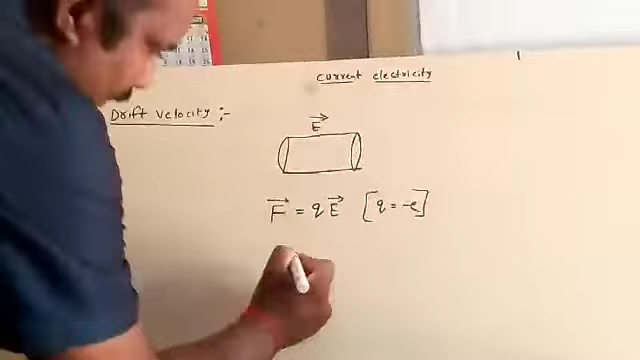 current electricity
Drift velocity :-
E⃗
F⃗ = qE⃗ [q = -e]